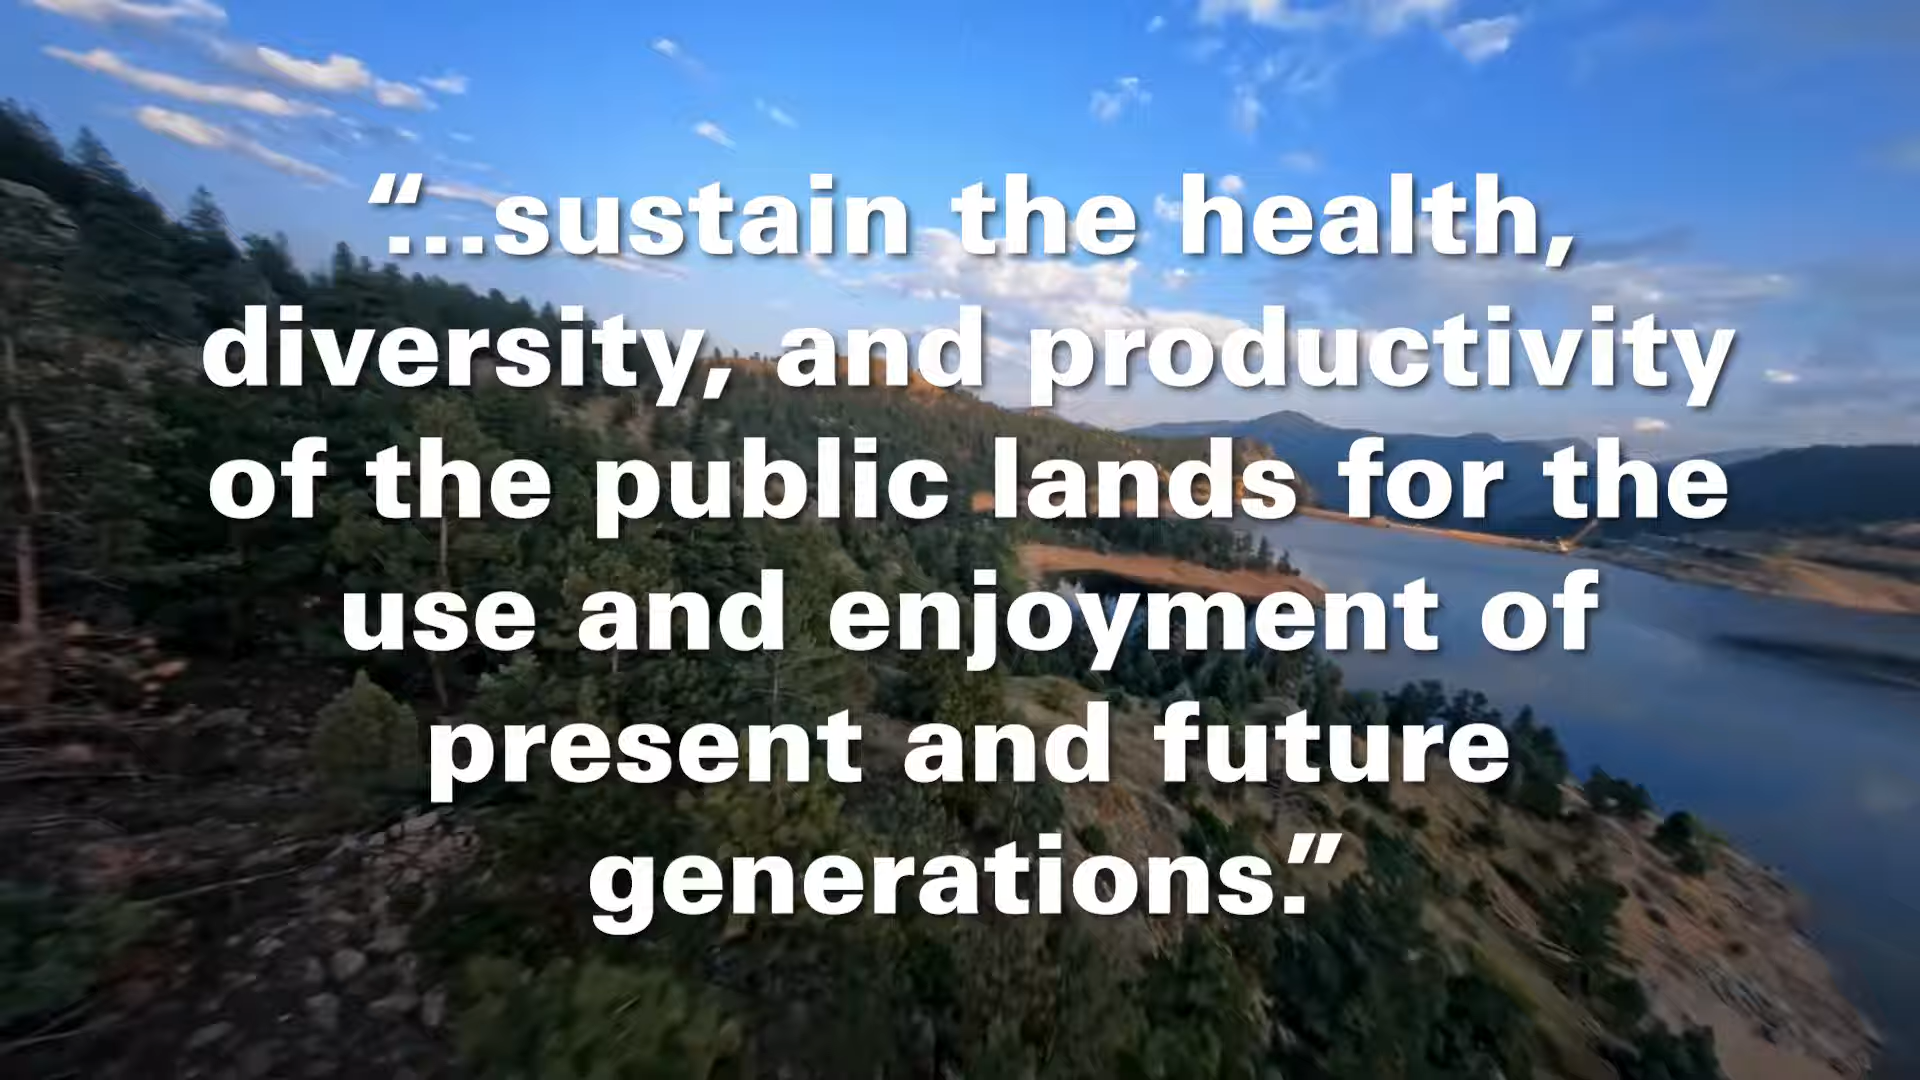 “...sustain the health,
diversity, and productivity
of the public lands for the
use and enjoyment of
present and future
generations.”